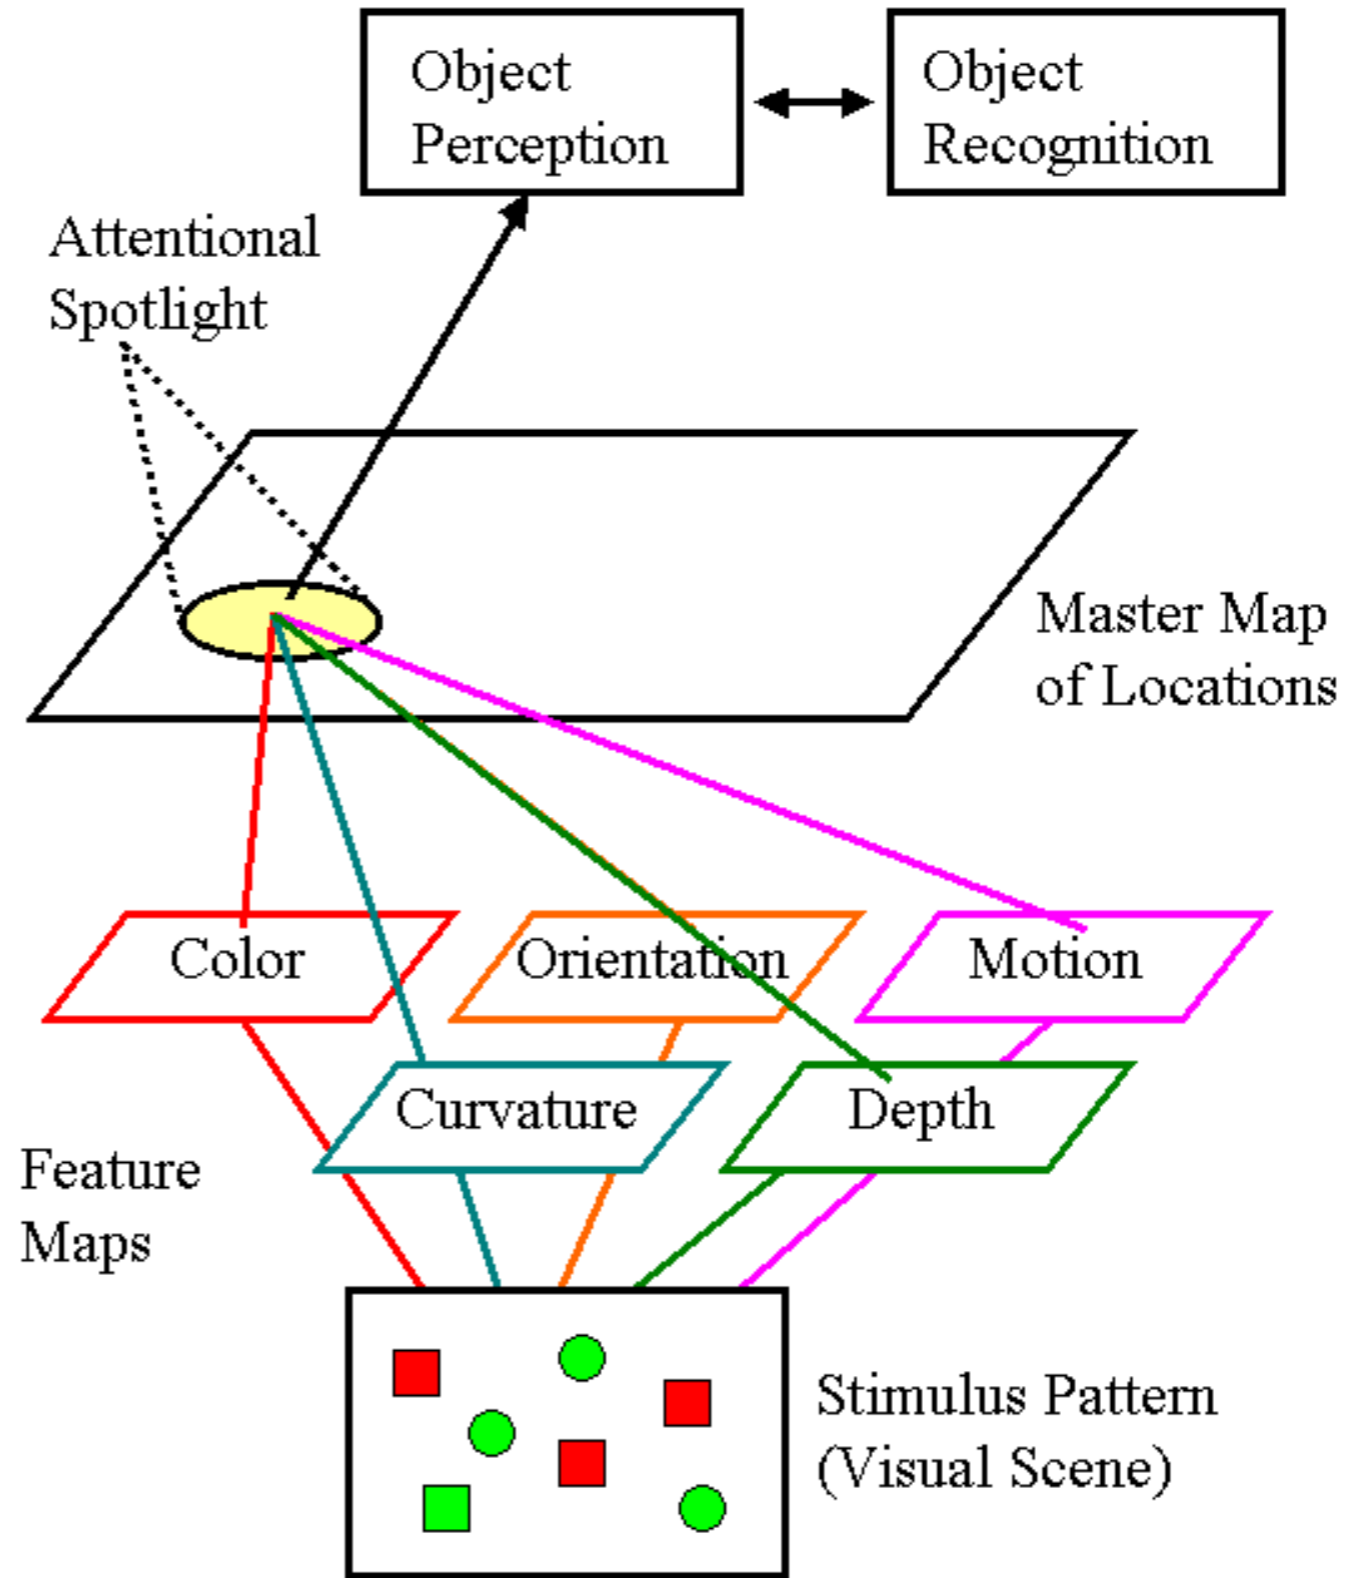 Object
Perception
Object
Recognition
Attentional
Spotlight
Master Map
of Locations
Color
Orientation
Motion
Curvature
Depth
Feature
Maps
Stimulus Pattern
(Visual Scene)